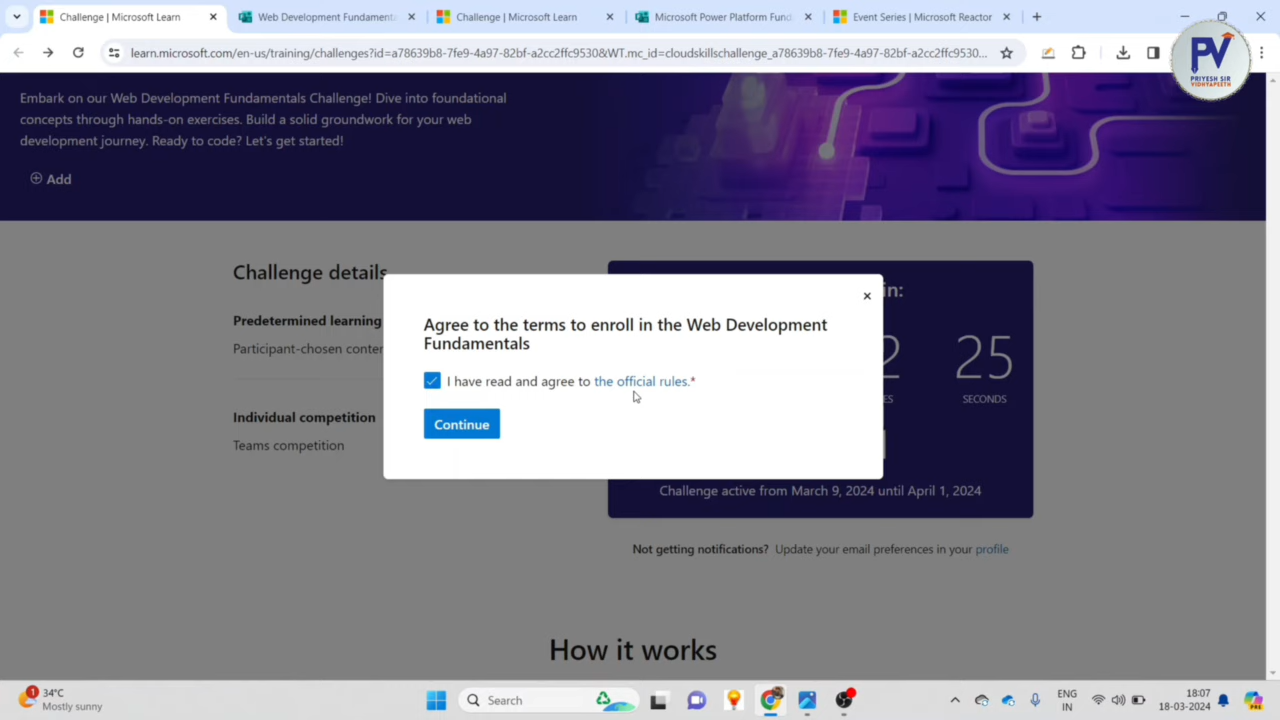 Challenge | Microsoft Learn
Web Development Fundament
Challenge | Microsoft Learn
Microsoft Power Platform Fund
Event Series | Microsoft Reactor
learn.microsoft.com/en-us/training/challenges?id=a78639b8-7fe9-4a97-82bf-a2cc2ffc9530&WT.mc_id=cloudskillschallenge_a78639b8-7fe9-4a97-82bf-a2cc2ffc9530...
PV
PRIYESH SIR
VIDHYAPEETH
Embark on our Web Development Fundamentals Challenge! Dive into foundational
concepts through hands-on exercises. Build a solid groundwork for your web
development journey. Ready to code? Let's get started!
Add
Challenge details
in:
Predetermined learning
Participant-chosen conter
2
25
SECONDS
ES
Individual competition
Teams competition
Agree to the terms to enroll in the Web Development
Fundamentals
I have read and agree to the official rules.*
Continue
Challenge active from March 9, 2024 until April 1, 2024
Not getting notifications? Update your email preferences in your profile
How it works
1
34°C
Mostly sunny
Search
ENG
IN
18:07
18-03-2024
PRE